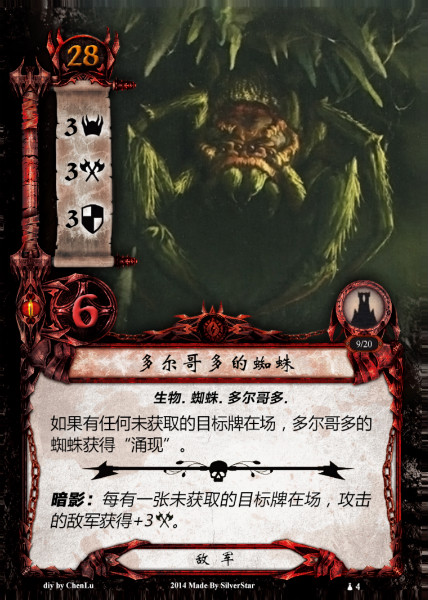 28
3
3
3
6
9/20
多尔哥多的蜘蛛
生物. 蜘蛛. 多尔哥多.
如果有任何未获取的目标牌在场，多尔哥多的
蜘蛛获得“涌现”。
暗影：每有一张未获取的目标牌在场，攻击
的敌军获得+3。
敌 军
diy by ChenLu 2014 Made By SilverStar 4